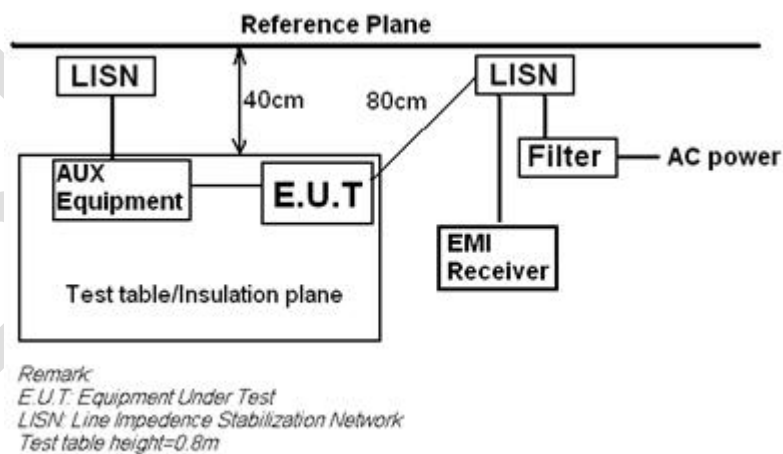 Reference Plane
LISN
LISN
40cm
80cm
Filter
AC power
AUX
Equipment
E.U.T
EMI
Receiver
Test table/Insulation plane
Remark:
E.U.T: Equipment Under Test
LISN: Line Impedence Stabilization Network
Test table height=0.8m